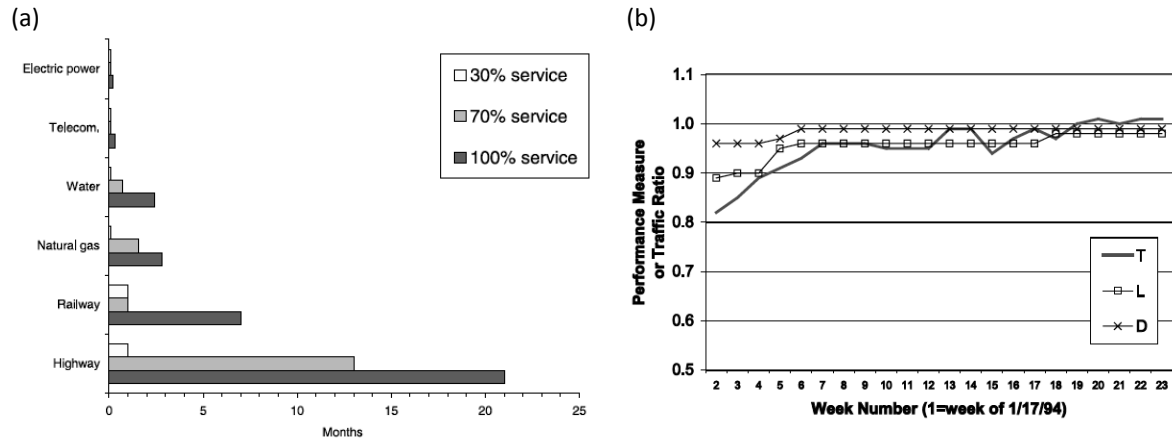 (a)
Electric power
Telecom.
Water
Natural gas
Railway
Highway
0 5 10 15 20 25
Months
30% service
70% service
100% service
(b)
Performance Measure
or Traffic Ratio
1.1
1.0
0.9
0.8
0.7
0.6
0.5
2 3 4 5 6 7 8 9 10 11 12 13 14 15 16 17 18 19 20 21 22 23
Week Number (1=week of 1/17/94)
T
L
D